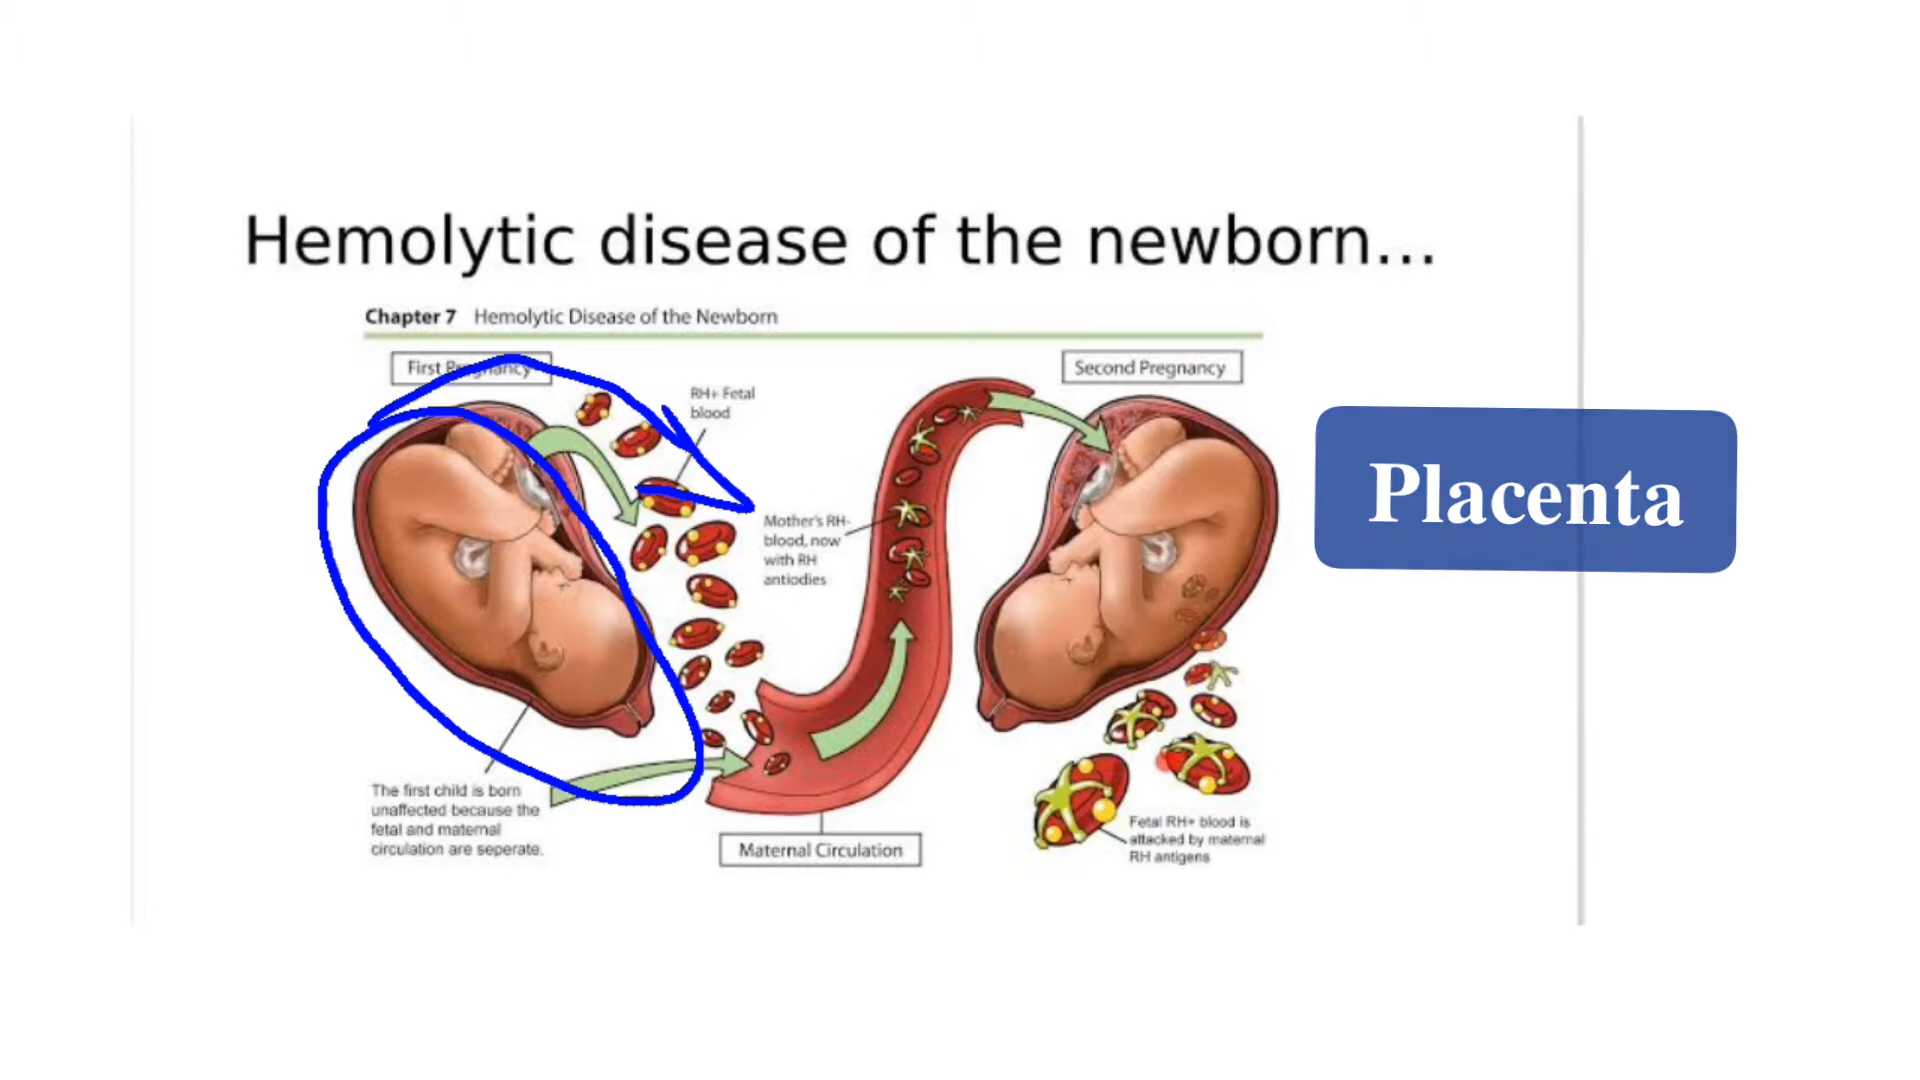 Hemolytic disease of the newborn...
Chapter 7 Hemolytic Disease of the Newborn
First Pregnancy
RH+ Fetal
blood
Second Pregnancy
Placenta
Mother's RH-
blood, now
with RH
antiodies
The first child is born
unaffected because the
fetal and maternal
circulation are seperate.
Maternal Circulation
Fetal RH+ blood is
attacked by maternal
RH antigens